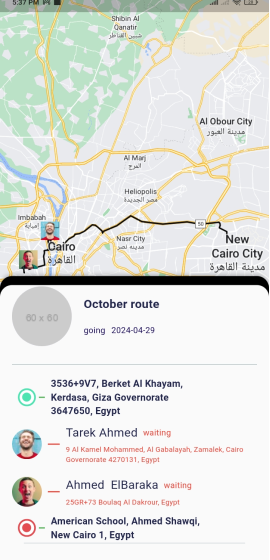 5:37 PM
Shibin Al
Qanatir
شبين القناطر
Al Obour City
مدينة العبور
Al Marj
المرج
Heliopolis
مصر الجديدة
Imbabah
إمبابة
50
Cairo
القاهرة
Nasr City
مدينه نصر
New
Cairo City
مدينة القاهرة
60 x 60
October route
going 2024-04-29
3536+9V7, Berket Al Khayam,
Kerdasa, Giza Governorate
3647650, Egypt
Tarek Ahmed waiting
9 Al Kamel Mohammed, Al Gabalayah, Zamalek, Cairo
Governorate 4270131, Egypt
Ahmed ElBaraka waiting
25GR+73 Boulaq Al Dakrour, Egypt
American School, Ahmed Shawqi,
New Cairo 1, Egypt